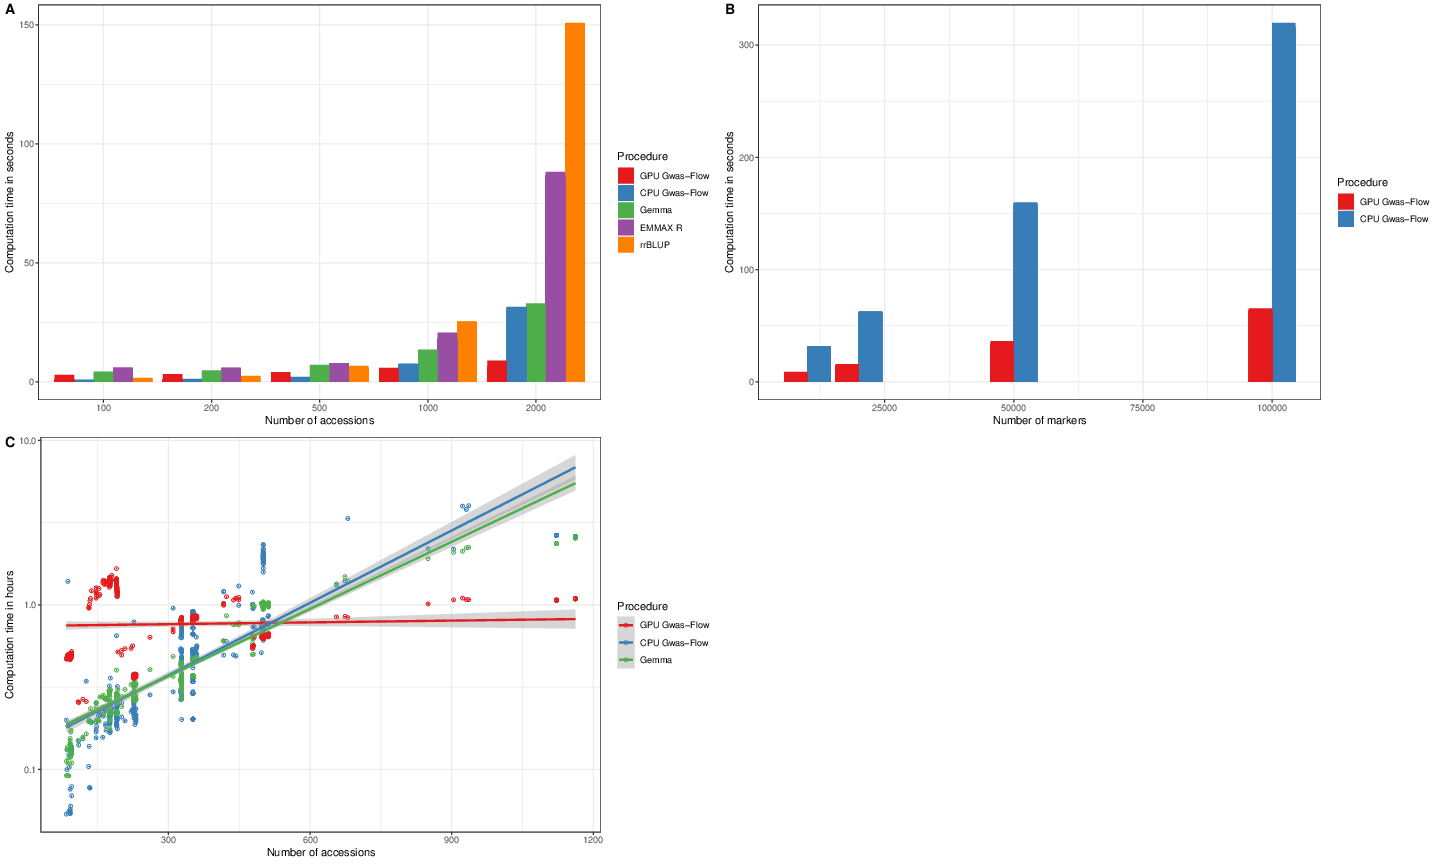 A
Computation time in seconds
150
100
50
0
100 200 500 1000 2000
Number of accessions
Procedure
GPU Gwas-Flow
CPU Gwas-Flow
Gemma
EMMAX R
rrBLUP
B
Computation time in seconds
300
200
100
0
25000 50000 75000 100000
Number of markers
Procedure
GPU Gwas-Flow
CPU Gwas-Flow
C
Computation time in hours
10.0
1.0
0.1
300 600 900 1200
Number of accessions
Procedure
GPU Gwas-Flow
CPU Gwas-Flow
Gemma